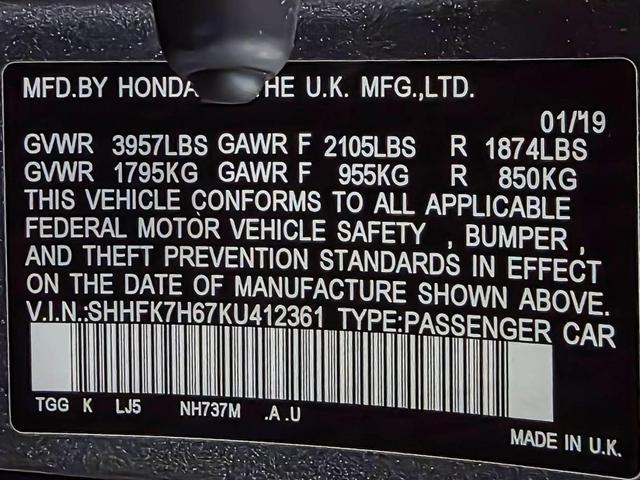 MFD.BY HONDA THE U.K. MFG.,LTD.
01/'19
GVWR 3957LBS GAWR F 2105LBS R 1874LBS
GVWR 1795KG GAWR F 955KG R 850KG
THIS VEHICLE CONFORMS TO ALL APPLICABLE
FEDERAL MOTOR VEHICLE SAFETY , BUMPER ,
AND THEFT PREVENTION STANDARDS IN EFFECT
ON THE DATE OF MANUFACTURE SHOWN ABOVE.
V.I.N.:SHHFK7H67KU412361 TYPE:PASSENGER CAR
TGG K LJ5 NH737M .A .U
MADE IN U.K.